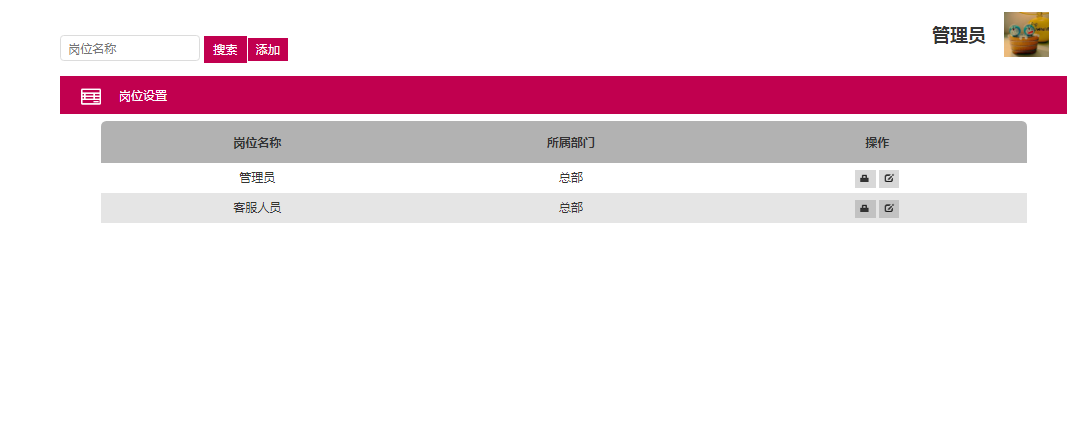 管理员
岗位名称 搜索 添加
岗位设置
岗位名称 所属部门 操作
管理员 总部
客服人员 总部